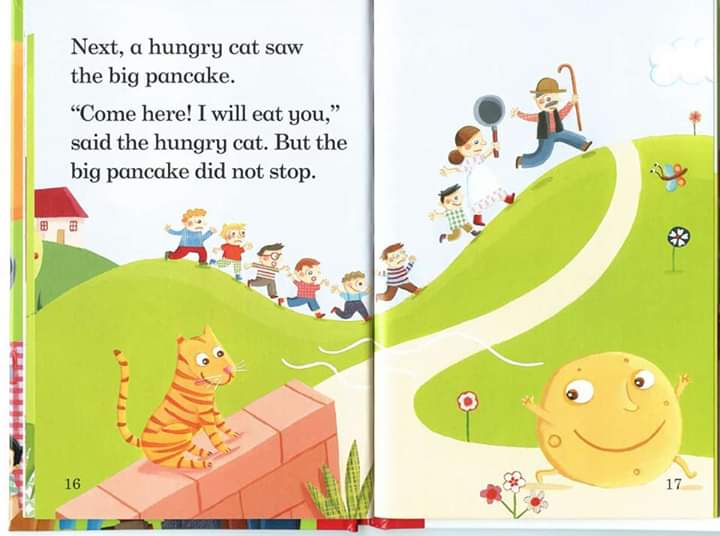 Next, a hungry cat saw
the big pancake.
“Come here! I will eat you,”
said the hungry cat. But the
big pancake did not stop.
16
17